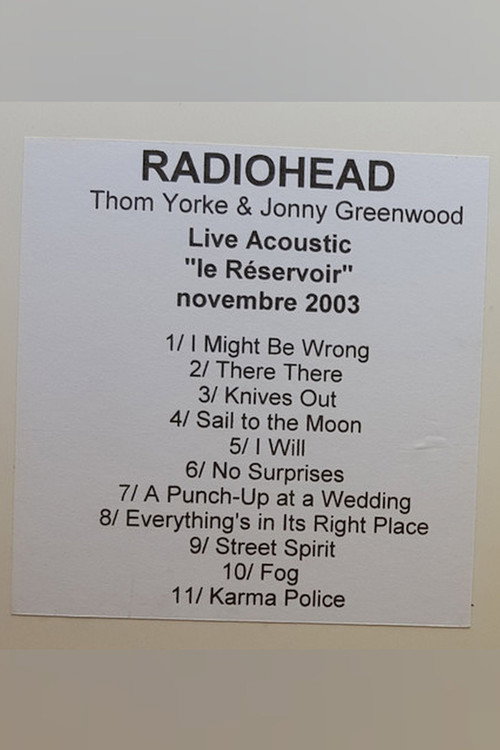 RADIOHEAD
Thom Yorke & Jonny Greenwood
Live Acoustic
"le Réservoir"
novembre 2003
1/ I Might Be Wrong
2/ There There
3/ Knives Out
4/ Sail to the Moon
5/ I Will
6/ No Surprises
7/ A Punch-Up at a Wedding
8/ Everything's in Its Right Place
9/ Street Spirit
10/ Fog
11/ Karma Police